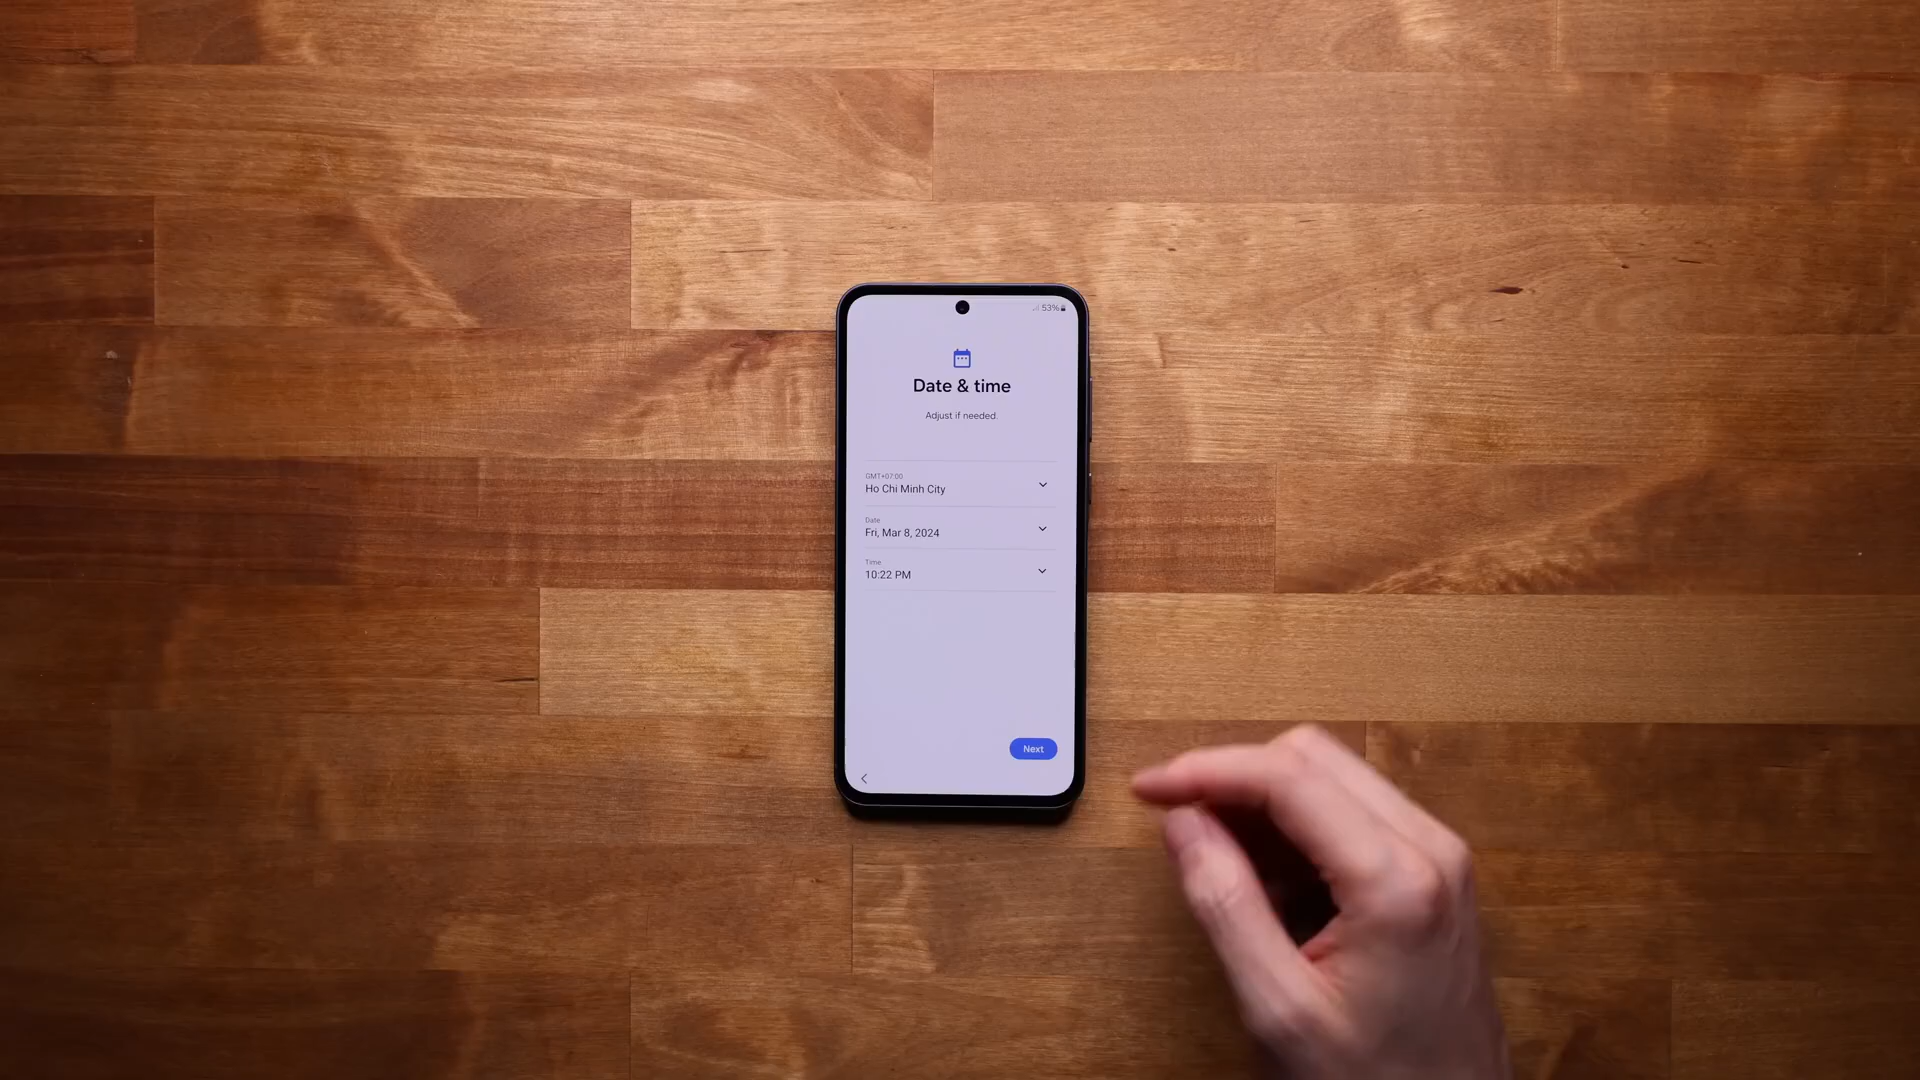 53%
Date & time
Adjust if needed.
GMT+07:00
Ho Chi Minh City
Date
Fri, Mar 8, 2024
Time
10:22 PM
Next